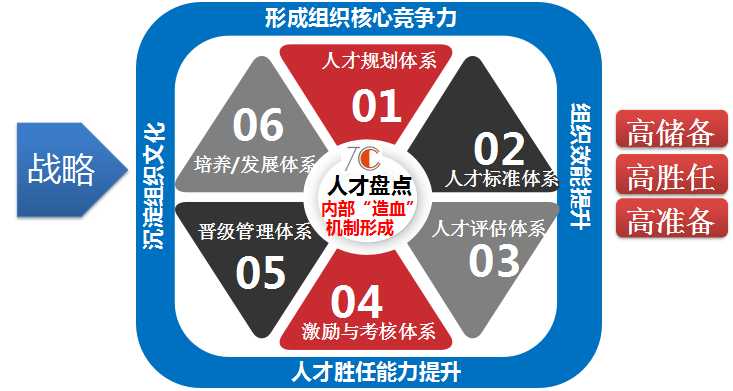 形成组织核心竞争力
战略
沉淀组织文化
人才规划体系
01
02
人才标准体系
人才评估体系
03
04
激励与考核体系
晋级管理体系
05
06
培养/发展体系
7C
人才盘点
内部“造血”
机制形成
组织效能提升
人才胜任能力提升
高储备
高胜任
高准备